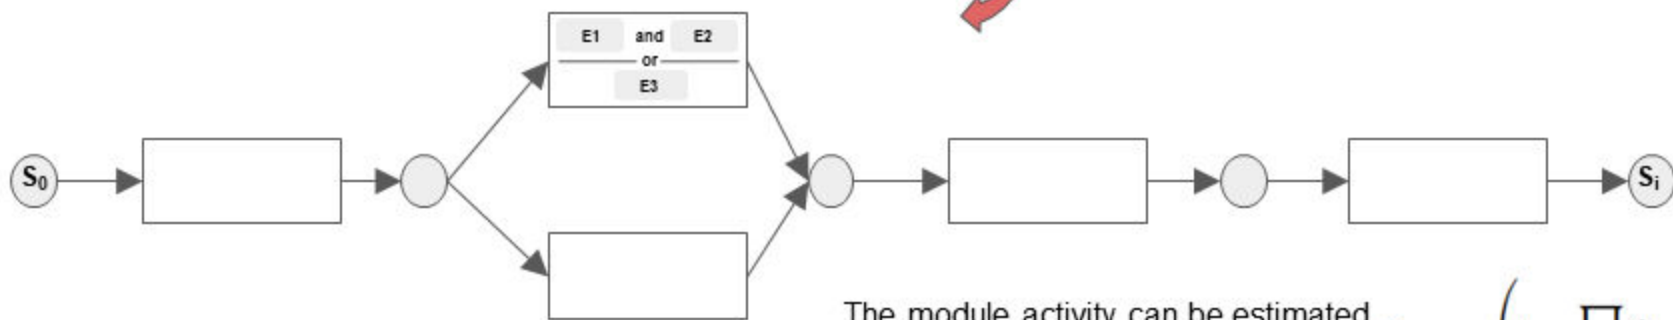 E1 and E2
or
E3
S₀
Sᵢ
The module activity can be estimated
( ∏